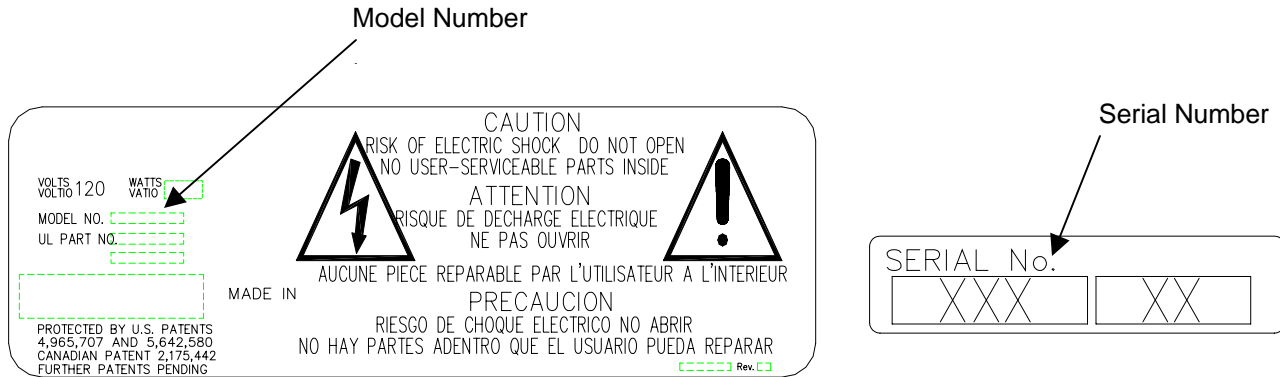 Model Number
Serial Number
CAUTION
RISK OF ELECTRIC SHOCK DO NOT OPEN
NO USER-SERVICEABLE PARTS INSIDE
ATTENTION
RISQUE DE DECHARGE ELECTRIQUE
NE PAS OUVRIR
AUCUNE PIECE REPARABLE PAR L'UTILISATEUR A L'INTERIEUR
PRECAUCION
RIESGO DE CHOQUE ELECTRICO NO ABRIR
NO HAY PARTES ADENTRO QUE EL USUARIO PUEDA REPARAR
VOLTS
VOLTIO 120
WATTS
VATIO
MODEL NO.
UL PART NO.
MADE IN
PROTECTED BY U.S. PATENTS
4,965,707 AND 5,642,580
CANADIAN PATENT 2,175,442
FURTHER PATENTS PENDING
Rev.
SERIAL No.
XXX XX